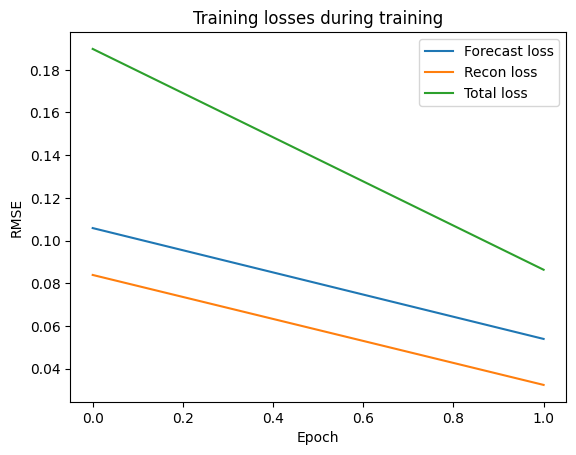 Training losses during training
Forecast loss
Recon loss
Total loss
0.18
0.16
0.14
0.12
0.10
0.08
0.06
0.04
RMSE
0.0
0.2
0.4
0.6
0.8
1.0
Epoch